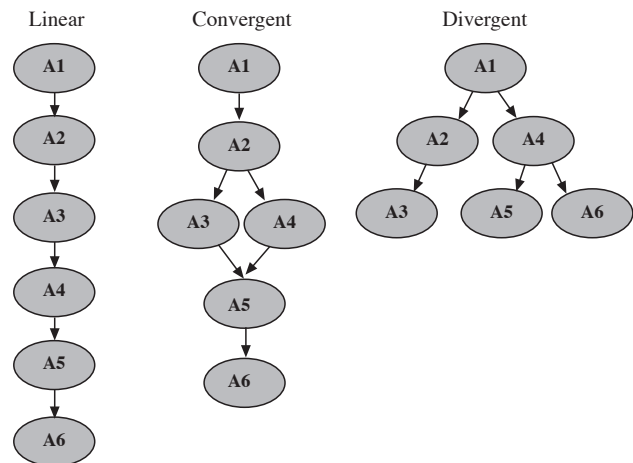 Linear
Convergent
Divergent
A1
A2
A3
A4
A5
A6
A1
A2
A3 A4
A5
A6
A1
A2 A4
A3 A5 A6